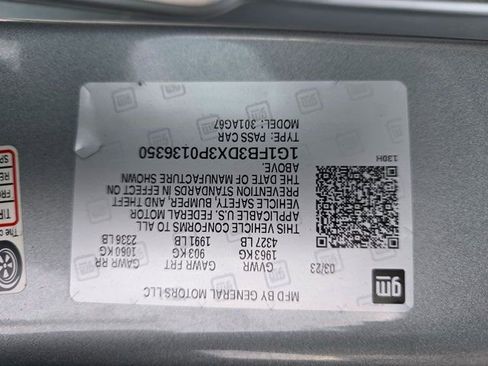 gm
MFD BY GENERAL MOTORS LLC
03/23 GVWR GAWR FRT GAWR RR
1963 KG 903 KG 1060 KG
4327 LB 1991 LB 2336 LB
THIS VEHICLE CONFORMS TO ALL
APPLICABLE U.S. FEDERAL MOTOR
VEHICLE SAFETY, BUMPER, AND THEFT
PREVENTION STANDARDS IN EFFECT ON
THE DATE OF MANUFACTURE SHOWN
ABOVE.
1G1FB3DX3P0136350
TYPE: PASS CAR MODEL: 301AG67
130H